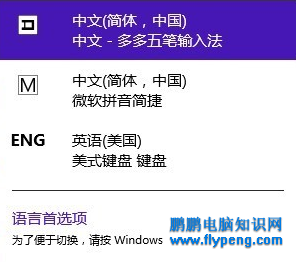 中文(简体，中国)
中文 - 多多五笔输入法
M
中文(简体，中国)
微软拼音简捷
ENG
英语(美国)
美式键盘 键盘
语言首选项
为了便于切换，请按 Windows
鹏鹏电脑知识网
www.flypeng.com